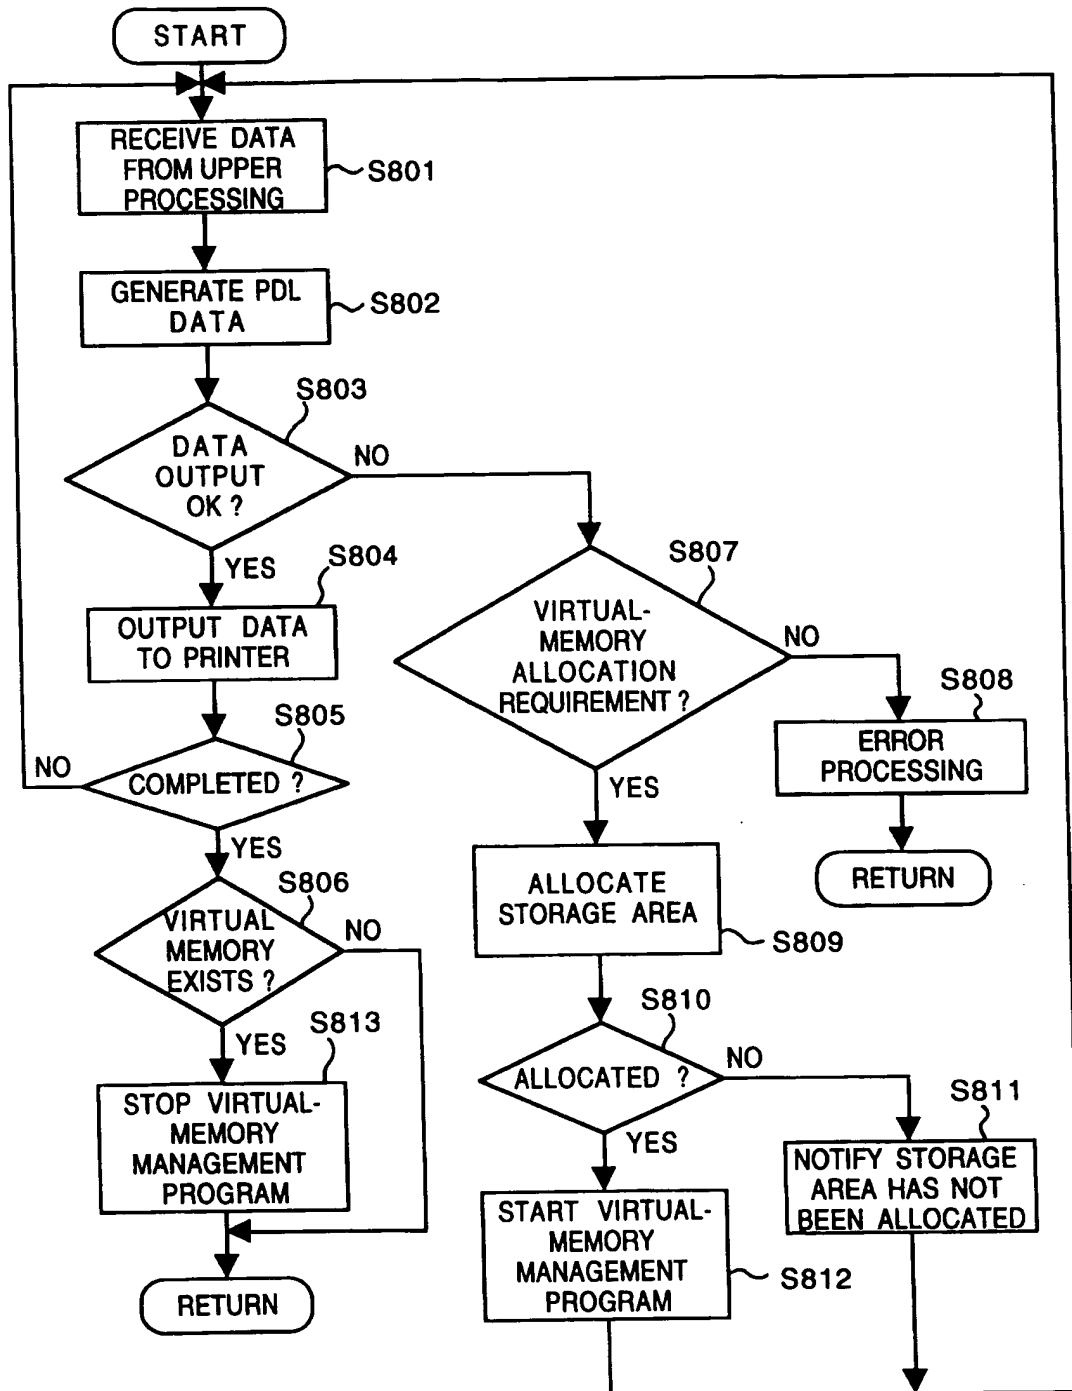 START
RECEIVE DATA
FROM UPPER
PROCESSING
S801
GENERATE PDL
DATA
S802
S803
DATA
OUTPUT
OK ?
NO
YES
S804
OUTPUT DATA
TO PRINTER
S805
COMPLETED ?
NO
YES
S806
VIRTUAL
MEMORY
EXISTS ?
NO
YES
S813
STOP VIRTUAL-
MEMORY
MANAGEMENT
PROGRAM
RETURN
S807
VIRTUAL-
MEMORY
ALLOCATION
REQUIREMENT ?
NO
S808
ERROR
PROCESSING
RETURN
YES
ALLOCATE
STORAGE AREA
S809
S810
ALLOCATED ?
NO
S811
NOTIFY STORAGE
AREA HAS NOT
BEEN ALLOCATED
YES
START VIRTUAL-
MEMORY
MANAGEMENT
PROGRAM
S812